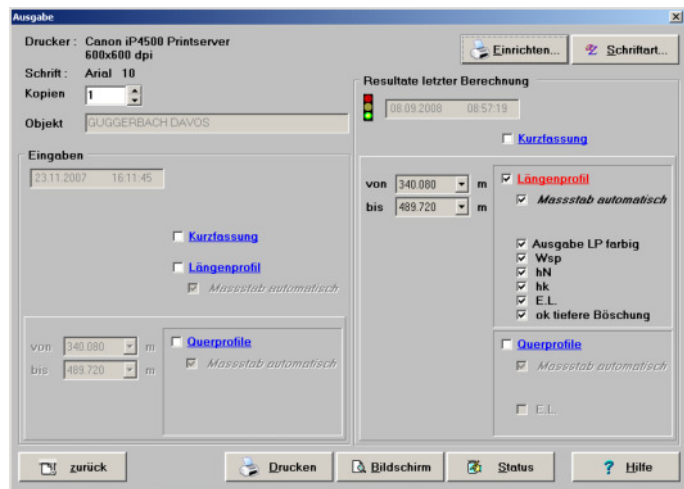 Ausgabe
Drucker : Canon iP4500 Printserver
600x600 dpi
Schrift : Arial 10
Kopien 1
Objekt GUGGERBACH DAVOS
Einrichten...
Schriftart...
Eingaben
23.11.2007 16:11:45
Kurzfassung
Längenprofil
Massstab automatisch
von 340.080 m
bis 489.720 m
Querprofile
Massstab automatisch
Resultate letzter Berechnung
08.09.2008 08:57:19
Kurzfassung
von 340.080 m
bis 489.720 m
Längenprofil
Massstab automatisch
Ausgabe LP farbig
Wsp
hN
hk
E.L.
ok tiefere Böschung
Querprofile
Massstab automatisch
E.L.
zurück
Drucken
Bildschirm
Status
? Hilfe